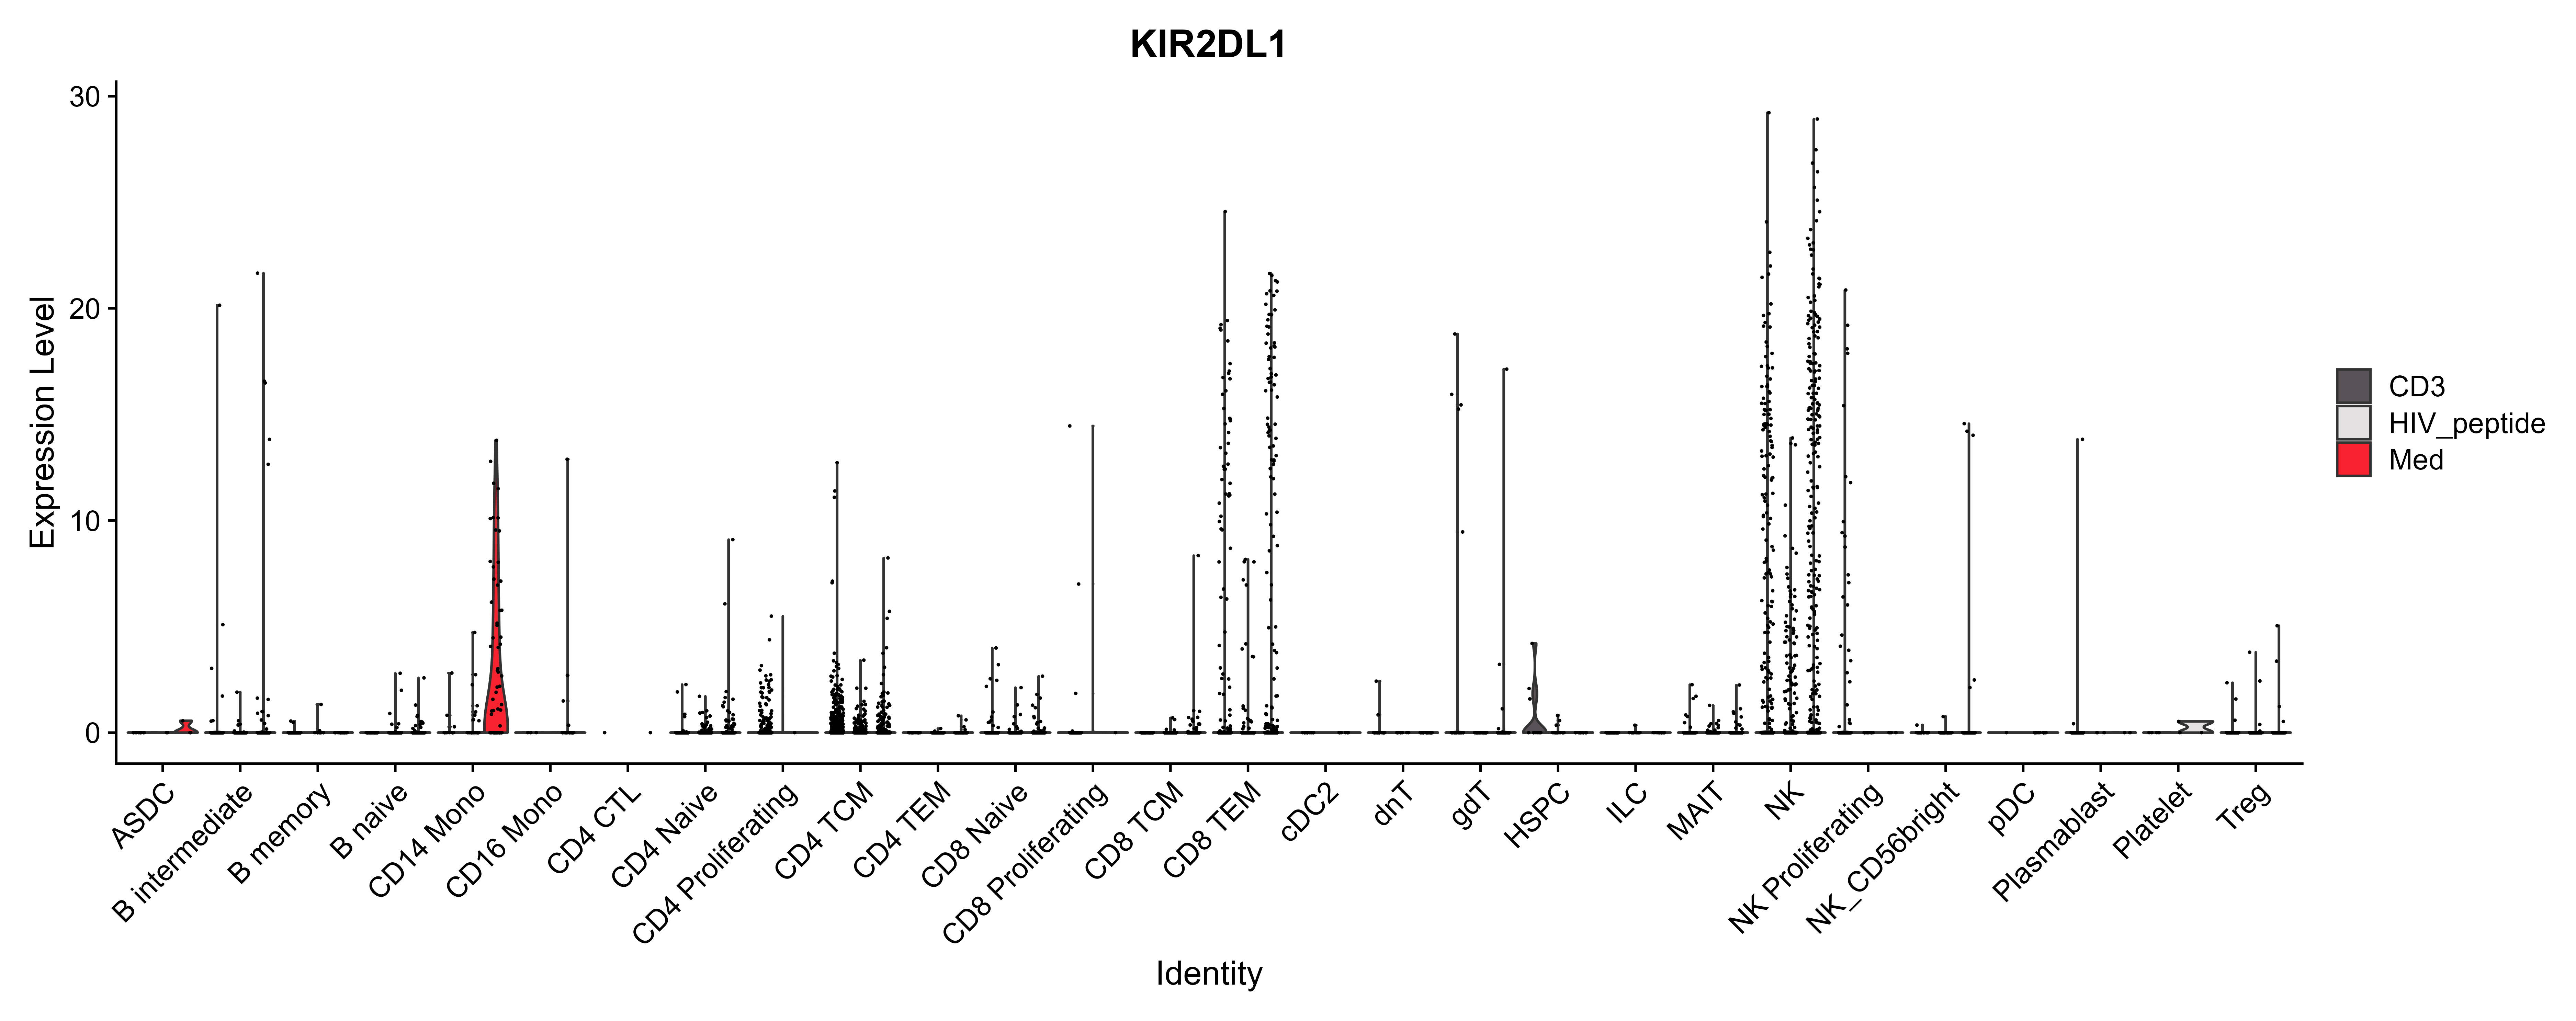 KIR2DL1
30
20
10
0
Expression Level
ASDC
B intermediate
B memory
B naive
CD14 Mono
CD16 Mono
CD4 CTL
CD4 Naive
CD4 Proliferating
CD4 TCM
CD4 TEM
CD8 Naive
CD8 Proliferating
CD8 TCM
CD8 TEM
cDC2
dnT
gdT
HSPC
ILC
MAIT
NK
NK Proliferating
NK_CD56bright
pDC
Plasmablast
Platelet
Treg
Identity
CD3
HIV_peptide
Med